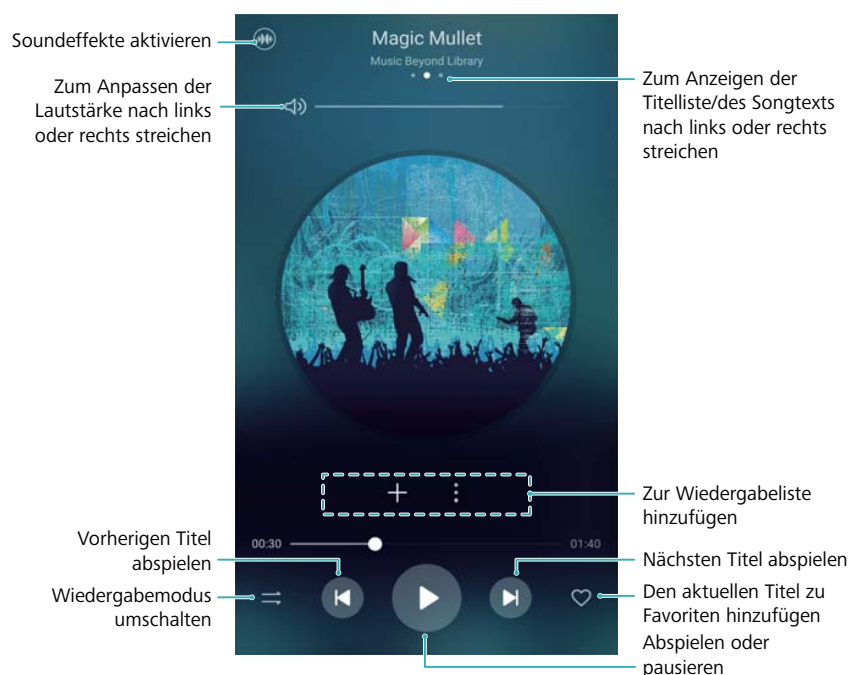 Soundeffekte aktivieren
Magic Mullet
Music Beyond Library
Zum Anpassen der
Lautstärke nach links
oder rechts streichen
Zum Anzeigen der
Titelliste/des Songtexts
nach links oder rechts
streichen
Zur Wiedergabeliste
hinzufügen
00:30
01:40
Vorherigen Titel
abspielen
Nächsten Titel abspielen
Wiedergabemodus
umschalten
Den aktuellen Titel zu
Favoriten hinzufügen
Abspielen oder
pausieren